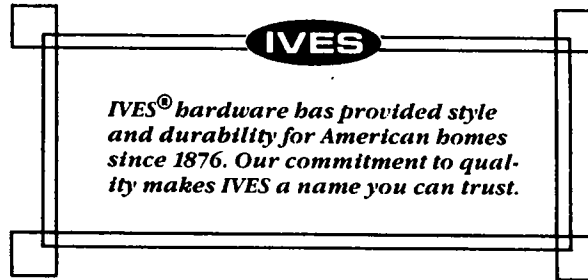 IVES
IVES® hardware has provided style
and durability for American homes
since 1876. Our commitment to qual-
ity makes IVES a name you can trust.